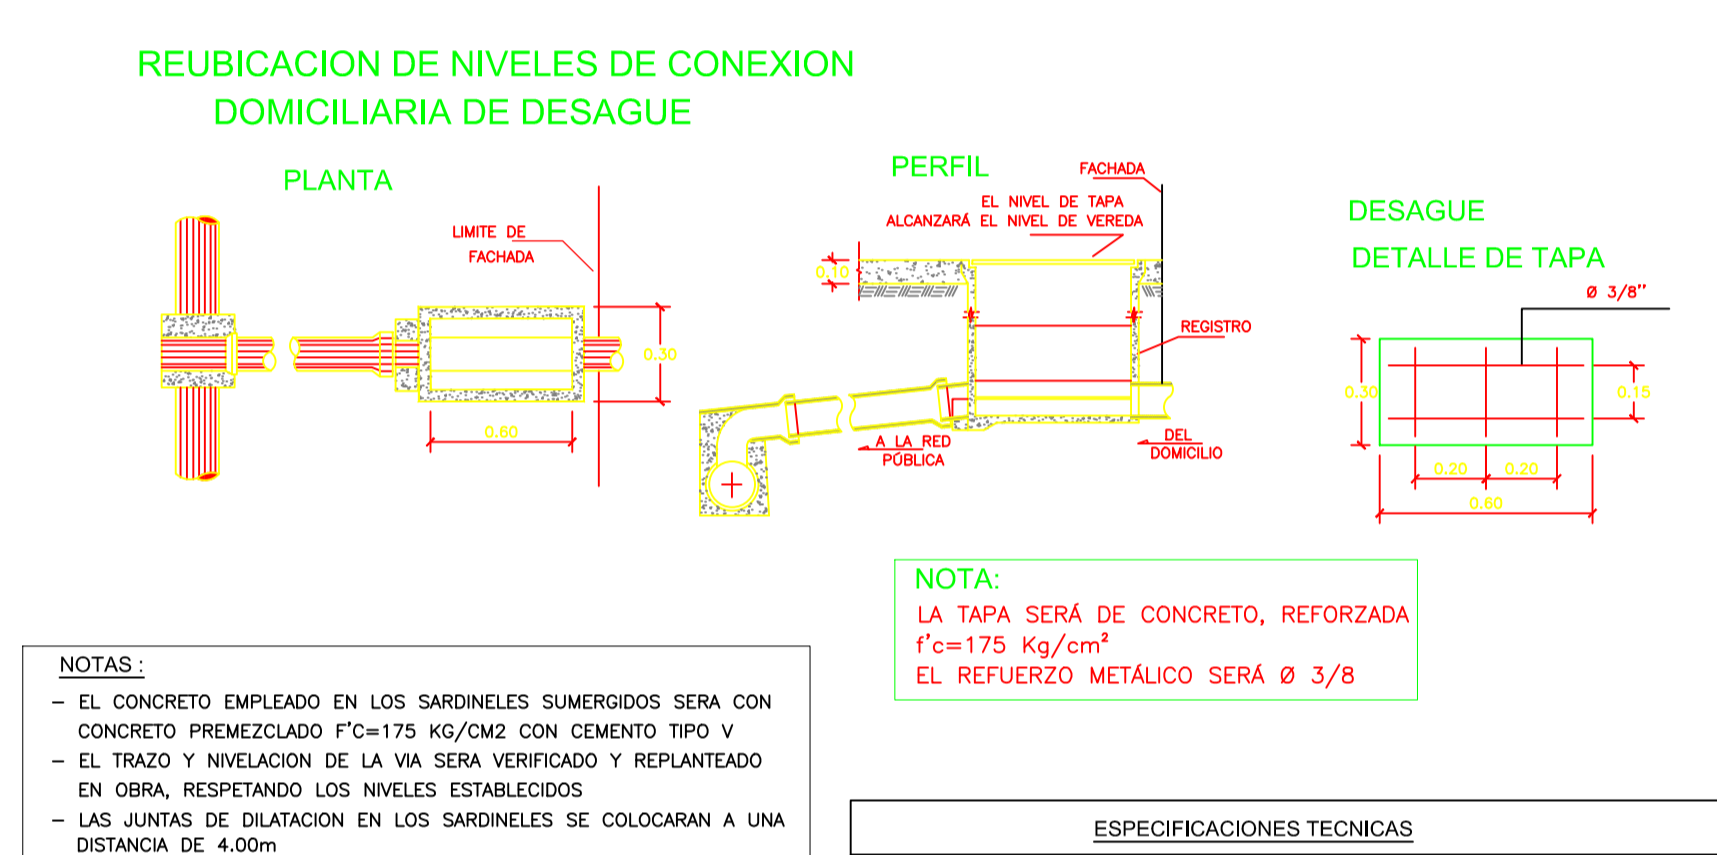 REUBICACION DE NIVELES DE CONEXION
DOMICILIARIA DE DESAGUE
PLANTA
LIMITE DE
FACHADA
0.30
0.60
PERFIL
FACHADA
EL NIVEL DE TAPA
ALCANZARÁ EL NIVEL DE VEREDA
0.10
REGISTRO
A LA RED
PÚBLICA
DEL
DOMICILIO
DESAGUE
DETALLE DE TAPA
Ø 3/8"
0.30
0.15
0.20 0.20
0.60
NOTA:
LA TAPA SERÁ DE CONCRETO, REFORZADA
f'c=175 Kg/cm²
EL REFUERZO METÁLICO SERÁ Ø 3/8
NOTAS :
– EL CONCRETO EMPLEADO EN LOS SARDINELES SUMERGIDOS SERA CON
CONCRETO PREMEZCLADO F'C=175 KG/CM2 CON CEMENTO TIPO V
– EL TRAZO Y NIVELACION DE LA VIA SERA VERIFICADO Y REPLANTEADO
EN OBRA, RESPETANDO LOS NIVELES ESTABLECIDOS
– LAS JUNTAS DE DILATACION EN LOS SARDINELES SE COLOCARAN A UNA
DISTANCIA DE 4.00m
ESPECIFICACIONES TECNICAS